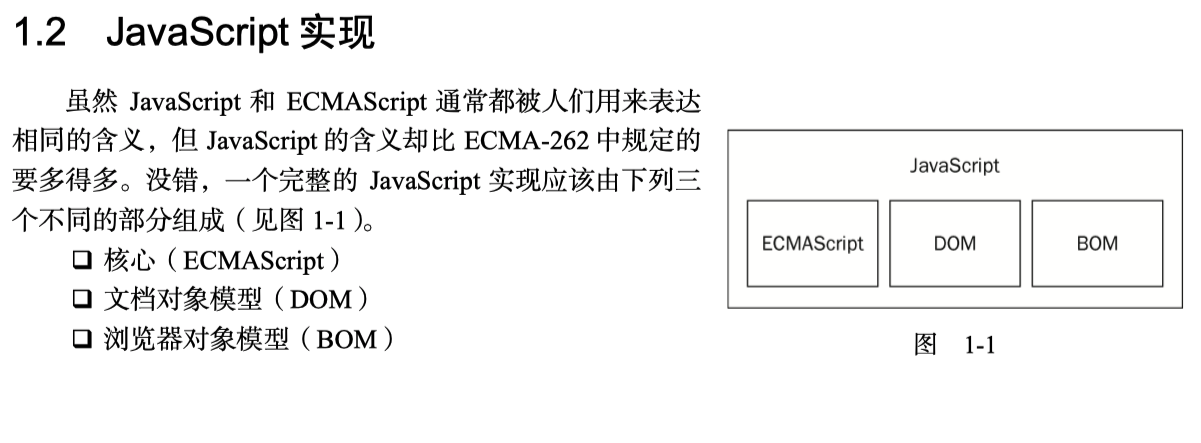 1.2 JavaScript 实现
虽然 JavaScript 和 ECMAScript 通常都被人们用来表达
相同的含义，但 JavaScript 的含义却比 ECMA-262 中规定的
要多得多。没错，一个完整的 JavaScript 实现应该由下列三
个不同的部分组成（见图 1-1）。
❑ 核心（ECMAScript）
❑ 文档对象模型（DOM）
❑ 浏览器对象模型（BOM）
JavaScript
ECMAScript DOM BOM
图 1-1